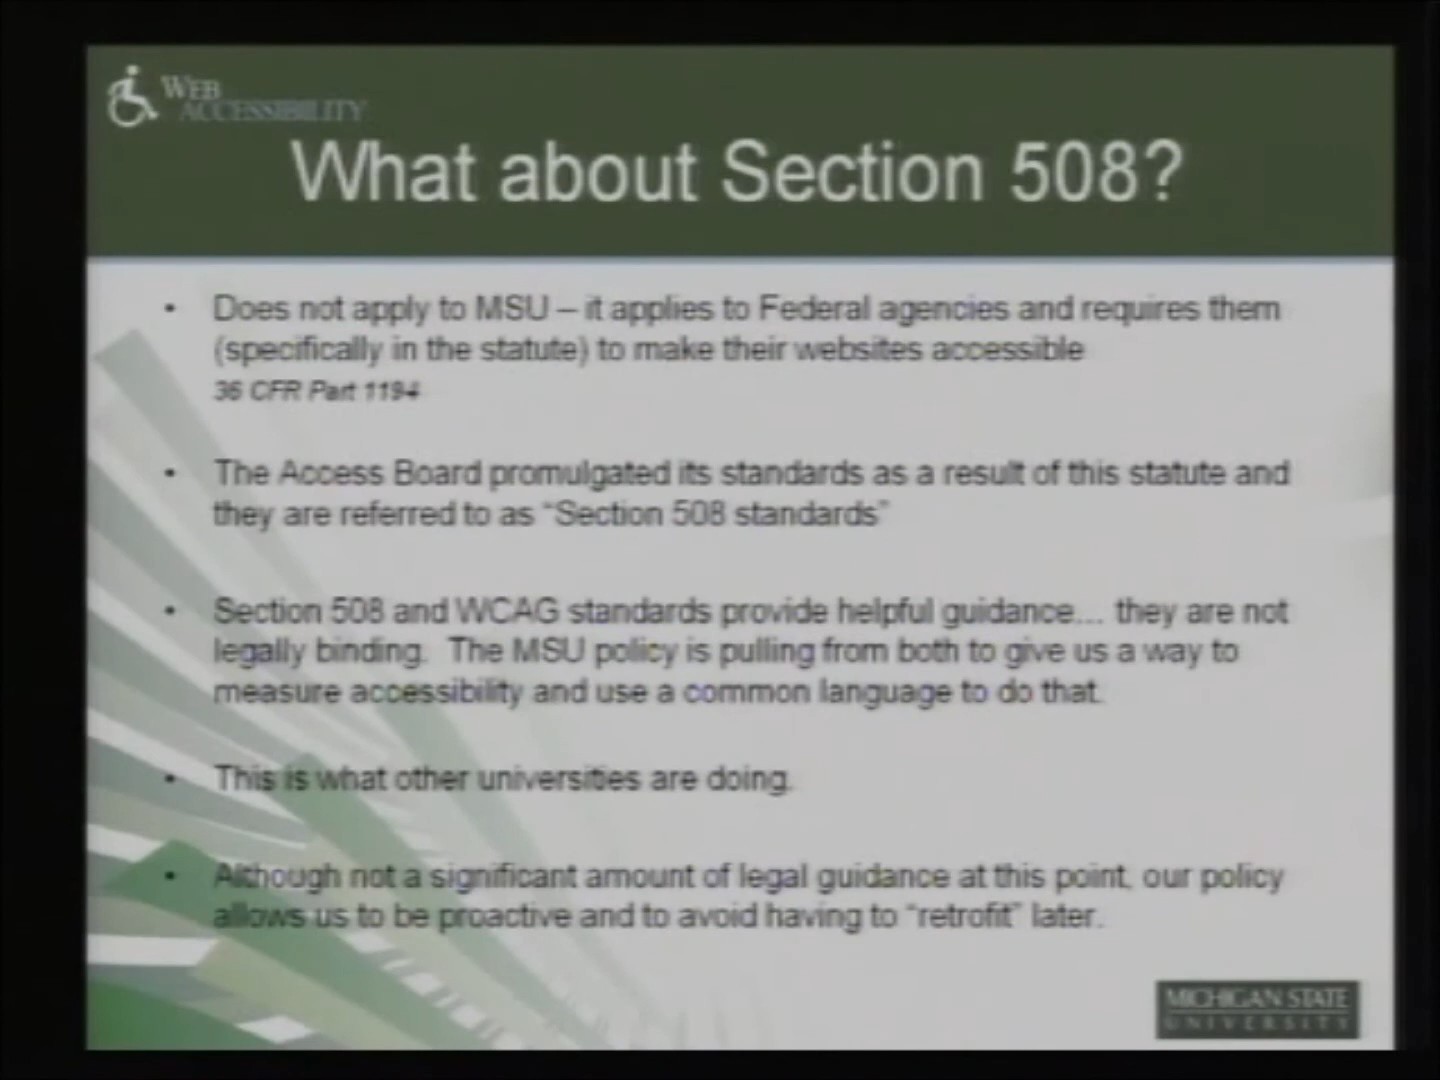 WEB
ACCESSIBILITY
What about Section 508?
• Does not apply to MSU – it applies to Federal agencies and requires them
(specifically in the statute) to make their websites accessible
36 CFR Part 1194
• The Access Board promulgated its standards as a result of this statute and
they are referred to as “Section 508 standards”
• Section 508 and WCAG standards provide helpful guidance... they are not
legally binding. The MSU policy is pulling from both to give us a way to
measure accessibility and use a common language to do that.
• This is what other universities are doing.
• Although not a significant amount of legal guidance at this point, our policy
allows us to be proactive and to avoid having to “retrofit” later.
MICHIGAN STATE
UNIVERSITY